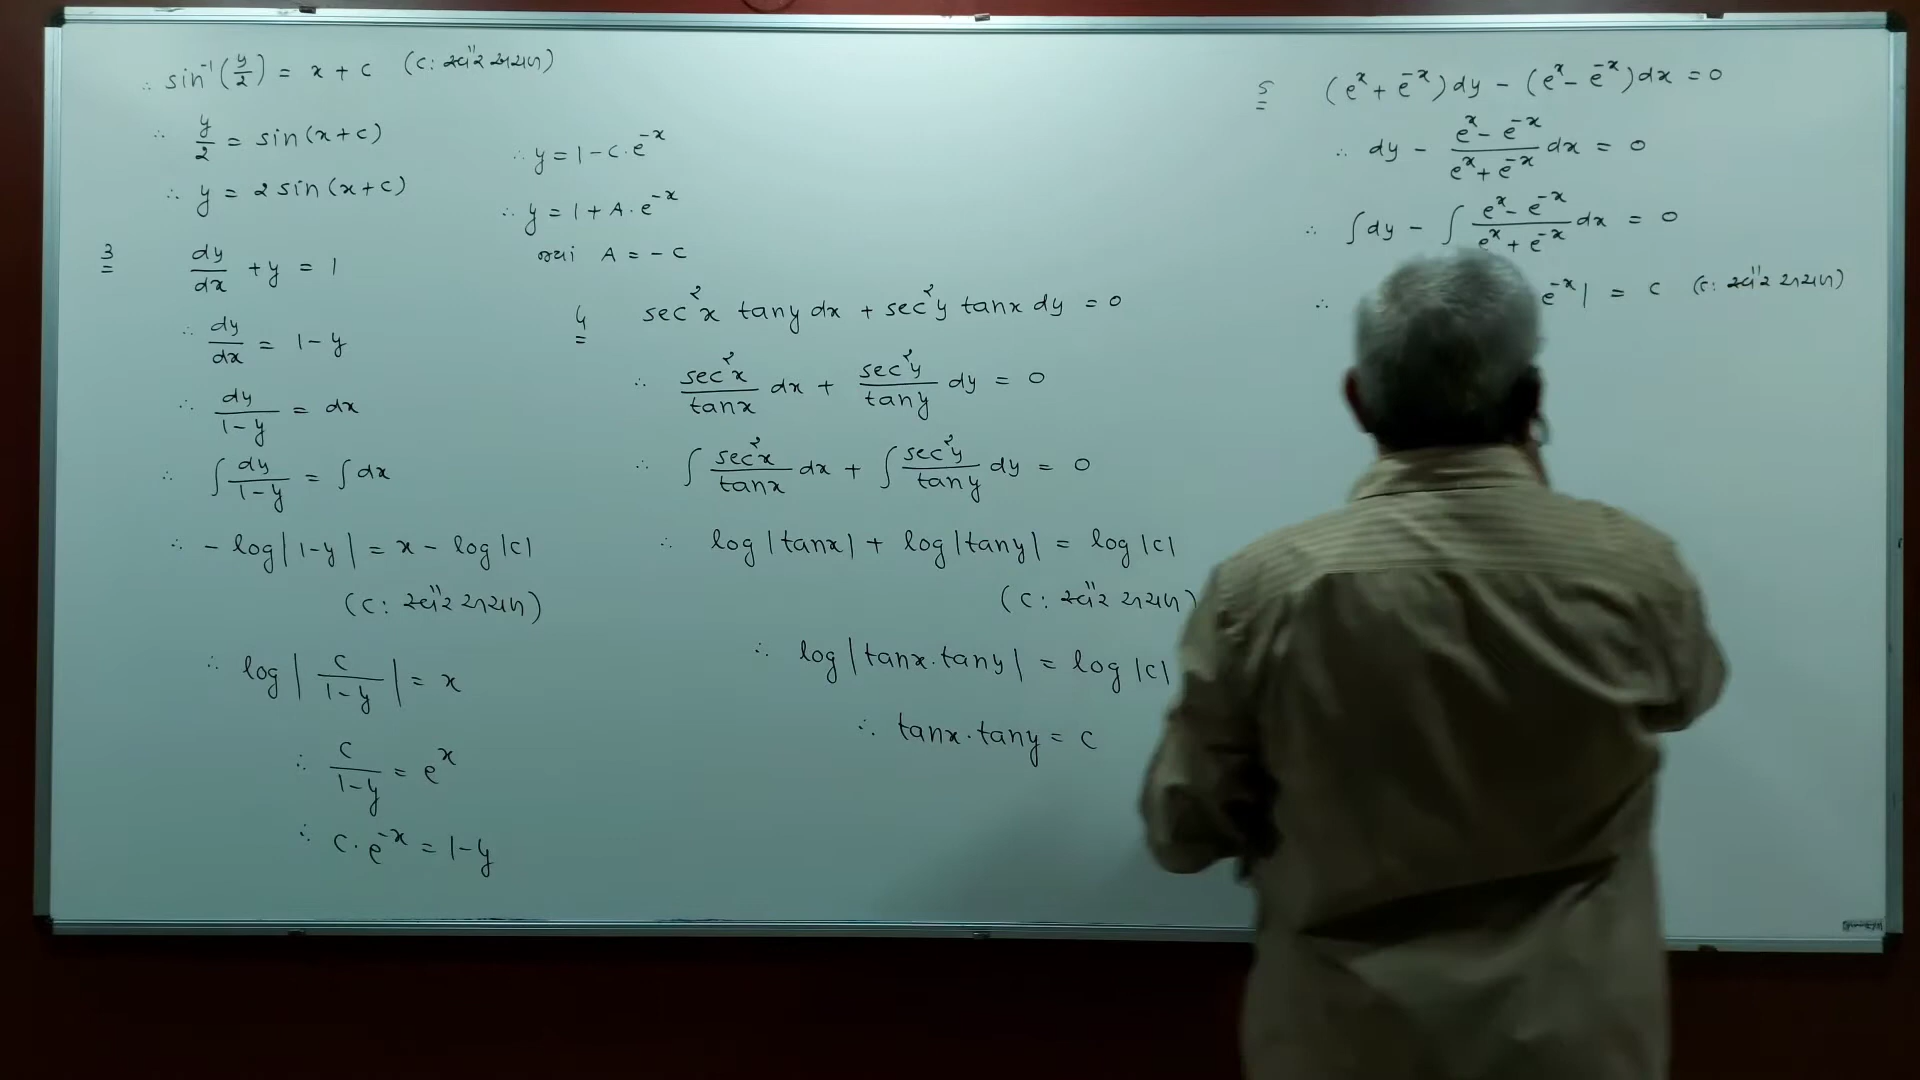 ∴ sin⁻¹(y/2) = x + c (c: સ્વૈર અચળ)
∴ y/2 = sin(x+c)
∴ y = 2 sin(x+c)
3 dy/dx + y = 1
∴ dy/dx = 1-y
∴ dy/(1-y) = dx
∴ ∫ dy/(1-y) = ∫ dx
∴ -log|1-y| = x - log|c|
(c: સ્વૈર અચળ)
∴ log|c/(1-y)| = x
∴ c/(1-y) = eˣ
∴ c·e⁻ˣ = 1-y
∴ y = 1-c·e⁻ˣ
∴ y = 1+A·e⁻ˣ
જ્યાં A = -c
4 sec²x tany dx + sec²y tanx dy = 0
∴ sec²x/tanx dx + sec²y/tany dy = 0
∴ ∫ sec²x/tanx dx + ∫ sec²y/tany dy = 0
∴ log|tanx| + log|tany| = log|c|
(c: સ્વૈર અચળ)
∴ log|tanx·tany| = log|c|
∴ tanx·tany = c
5 (eˣ + e⁻ˣ)dy - (eˣ - e⁻ˣ)dx = 0
∴ dy - (eˣ - e⁻ˣ)/(eˣ + e⁻ˣ) dx = 0
∴ ∫dy - ∫ (eˣ - e⁻ˣ)/(eˣ + e⁻ˣ) dx = 0
∴ e⁻ˣ| = c (c: સ્વૈર અચળ)